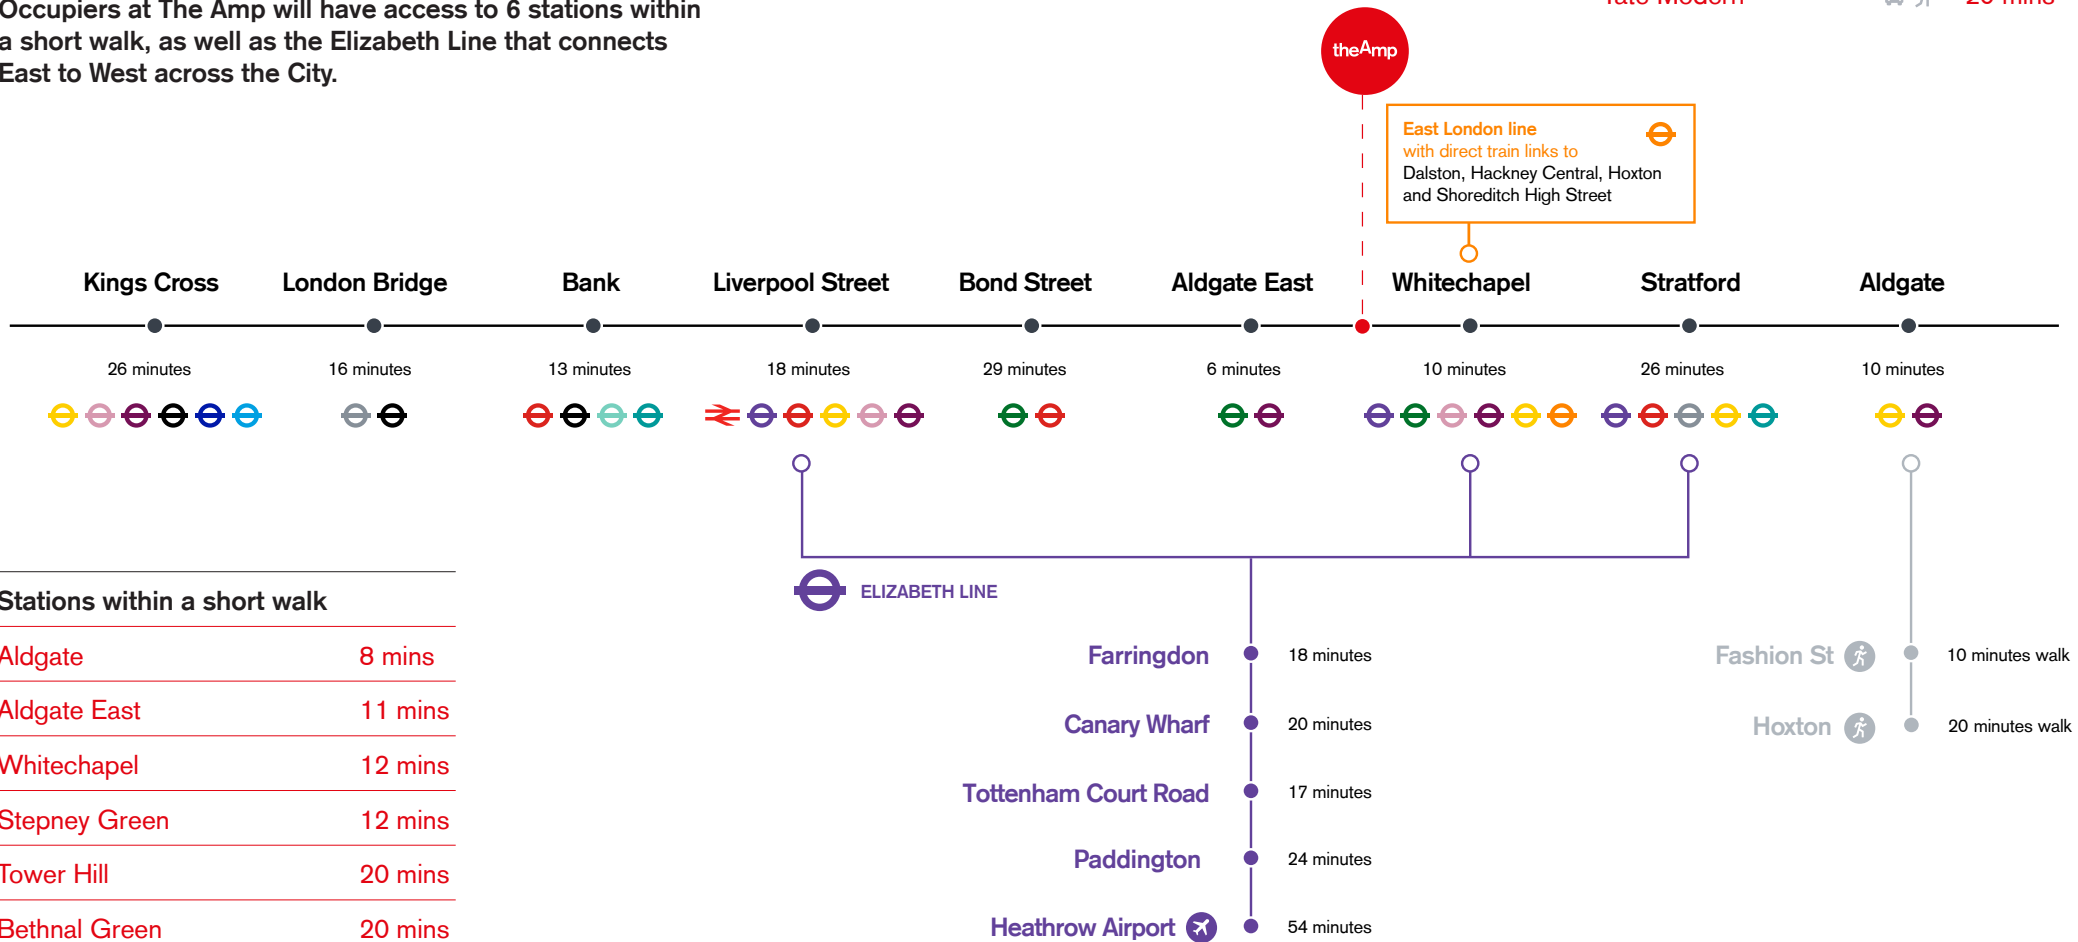 Occupiers at The Amp will have access to 6 stations within
a short walk, as well as the Elizabeth Line that connects
East to West across the City.
Tate Modern 20 mins
theAmp
East London line
with direct train links to
Dalston, Hackney Central, Hoxton
and Shoreditch High Street
Kings Cross London Bridge Bank Liverpool Street Bond Street Aldgate East Whitechapel Stratford Aldgate
26 minutes 16 minutes 13 minutes 18 minutes 29 minutes 6 minutes 10 minutes 26 minutes 10 minutes
ELIZABETH LINE
Farringdon 18 minutes
Canary Wharf 20 minutes
Tottenham Court Road 17 minutes
Paddington 24 minutes
Heathrow Airport 54 minutes
Fashion St 10 minutes walk
Hoxton 20 minutes walk
Stations within a short walk
Aldgate 8 mins
Aldgate East 11 mins
Whitechapel 12 mins
Stepney Green 12 mins
Tower Hill 20 mins
Bethnal Green 20 mins